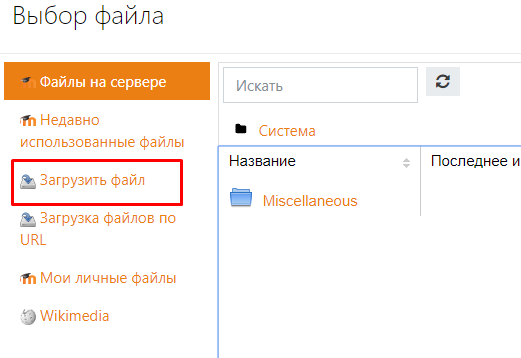 Выбор файла
Файлы на сервере
Недавно
использованные файлы
Загрузить файл
Загрузка файлов по
URL
Мои личные файлы
Wikimedia
Искать
Система
Название
Последнее и
Miscellaneous